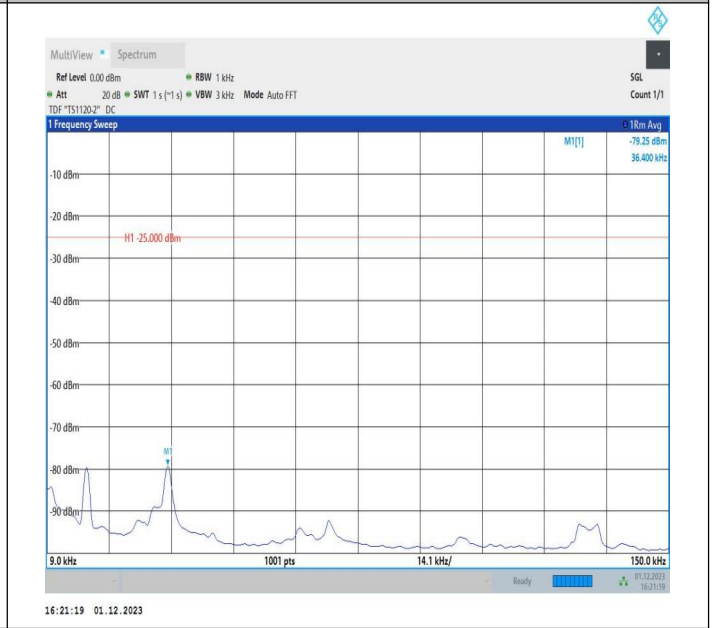 R S
MultiView Spectrum
Ref Level 0.00 dBm RBW 1 kHz SGL
Att 20 dB SWT 1 s (~1 s) VBW 3 kHz Mode Auto FFT Count 1/1
TDF "TS1120-2" DC
1 Frequency Sweep 1Rm Avg
M1[1] -79.25 dBm
36.400 kHz
-10 dBm
-20 dBm
H1 -25.000 dBm
-30 dBm
-40 dBm
-50 dBm
-60 dBm
-70 dBm
M1
-80 dBm
-90 dBm
9.0 kHz 1001 pts 14.1 kHz/ 150.0 kHz
Ready 01.12.2023
16:21:19
16:21:19 01.12.2023